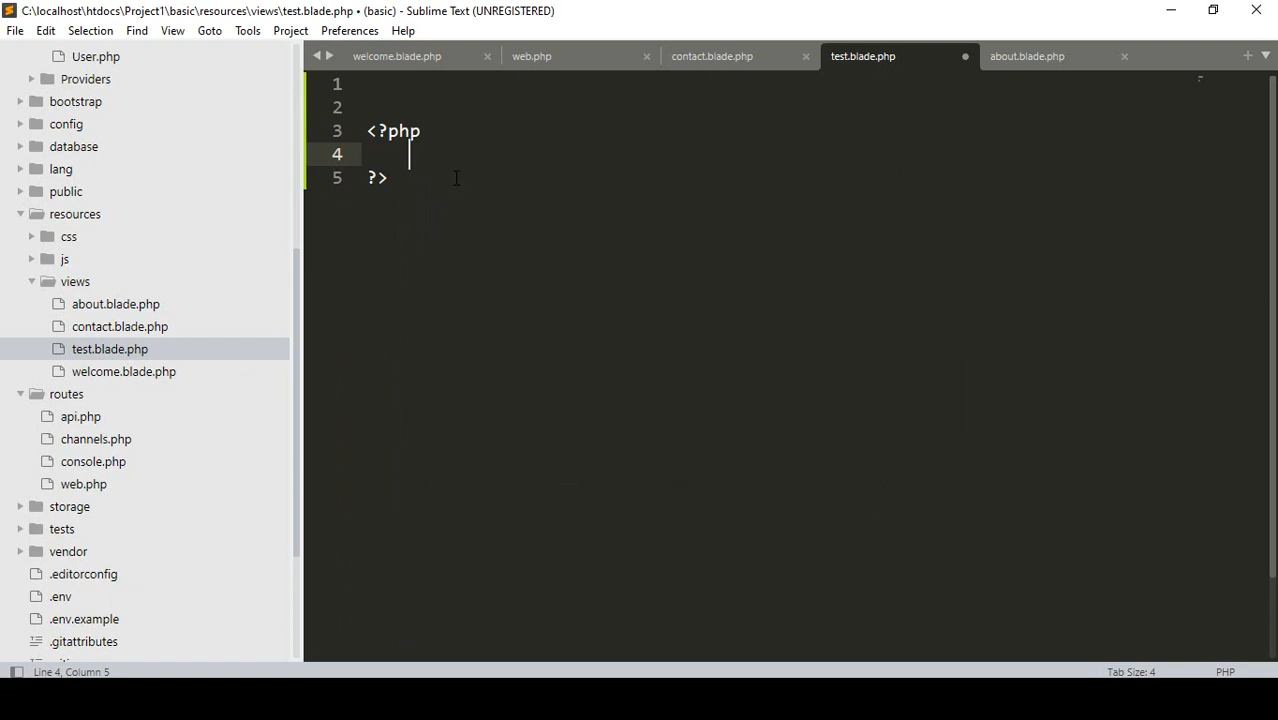 C:\localhost\htdocs\Project1\basic\resources\views\test.blade.php • (basic) - Sublime Text (UNREGISTERED)
File Edit Selection Find View Goto Tools Project Preferences Help
User.php
Providers
bootstrap
config
database
lang
public
resources
css
js
views
about.blade.php
contact.blade.php
test.blade.php
welcome.blade.php
routes
api.php
channels.php
console.php
web.php
storage
tests
vendor
.editorconfig
.env
.env.example
.gitattributes
welcome.blade.php web.php contact.blade.php test.blade.php about.blade.php
1
2
3 <?php
4
5 ?>
Line 4, Column 5 Tab Size: 4 PHP